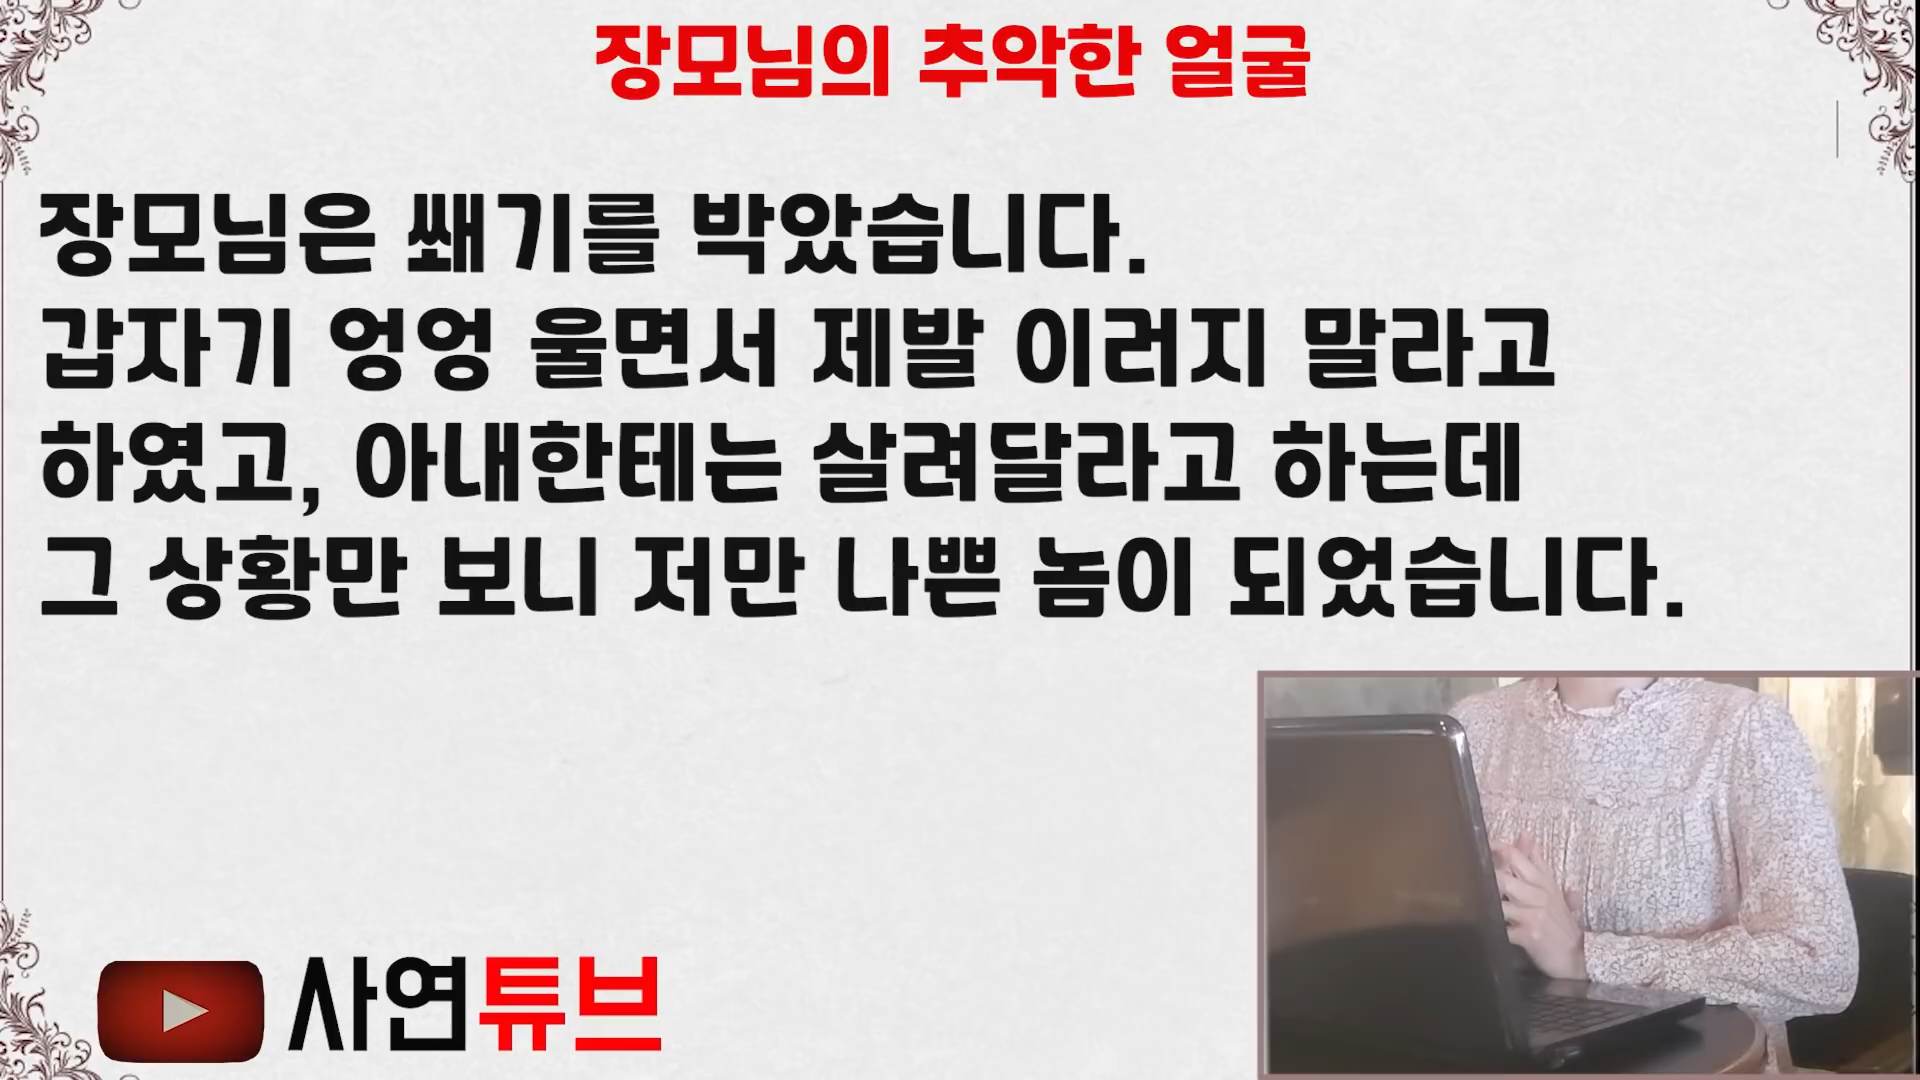 장모님의 추악한 얼굴
장모님은 쐐기를 박았습니다.
갑자기 엉엉 울면서 제발 이러지 말라고
하였고, 아내한테는 살려달라고 하는데
그 상황만 보니 저만 나쁜 놈이 되었습니다.
사연튜브